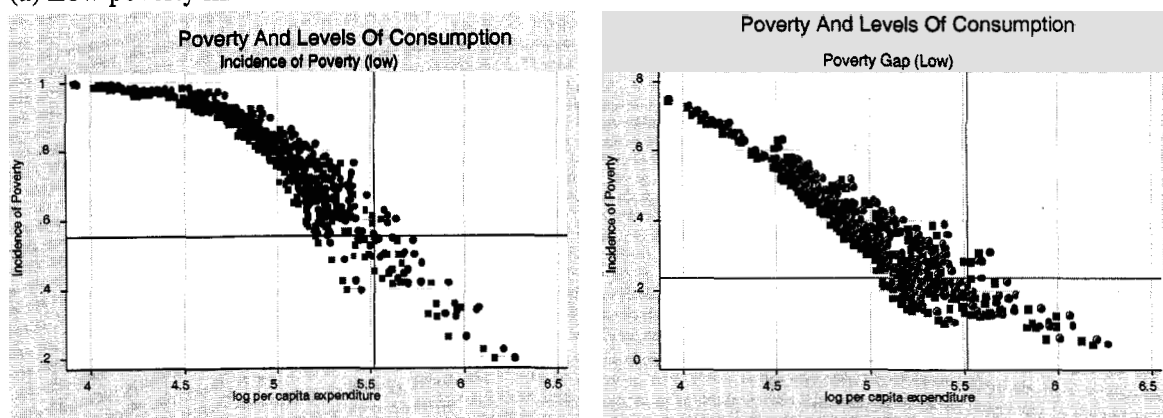 Poverty And Levels Of Consumption
Incidence of Poverty (low)
Incidence of Poverty
1
.8
.6
.4
.2
4
4.5
5
5.5
6
6.5
log per capita expenditure
Poverty And Levels Of Consumption
Poverty Gap (Low)
Incidence of Poverty
.8
.6
.4
.2
0
4
4.5
5
5.5
6
6.5
log per capita expenditure